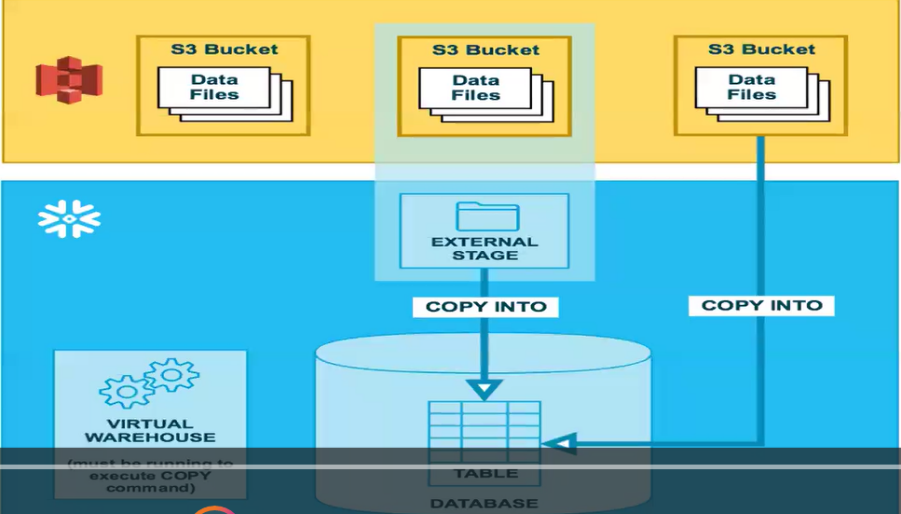 S3 Bucket
Data
Files
S3 Bucket
Data
Files
S3 Bucket
Data
Files
EXTERNAL
STAGE
COPY INTO
COPY INTO
VIRTUAL
WAREHOUSE
(must be running to
execute COPY
command)
TABLE
DATABASE